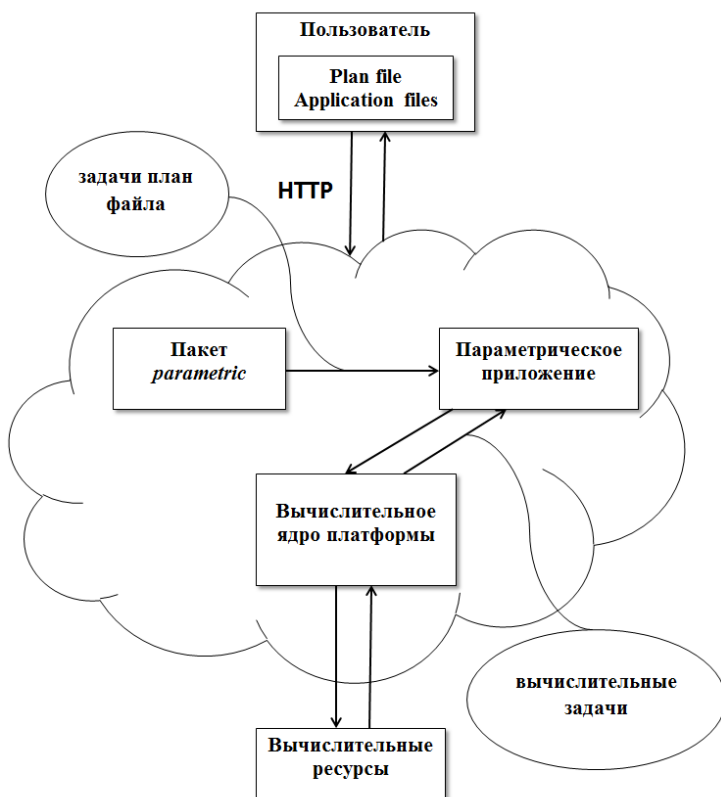 Пользователь
Plan file
Application files
задачи план
файла
HTTP
Пакет
parametric
Параметрическое
приложение
Вычислительное
ядро платформы
вычислительные
задачи
Вычислительные
ресурсы